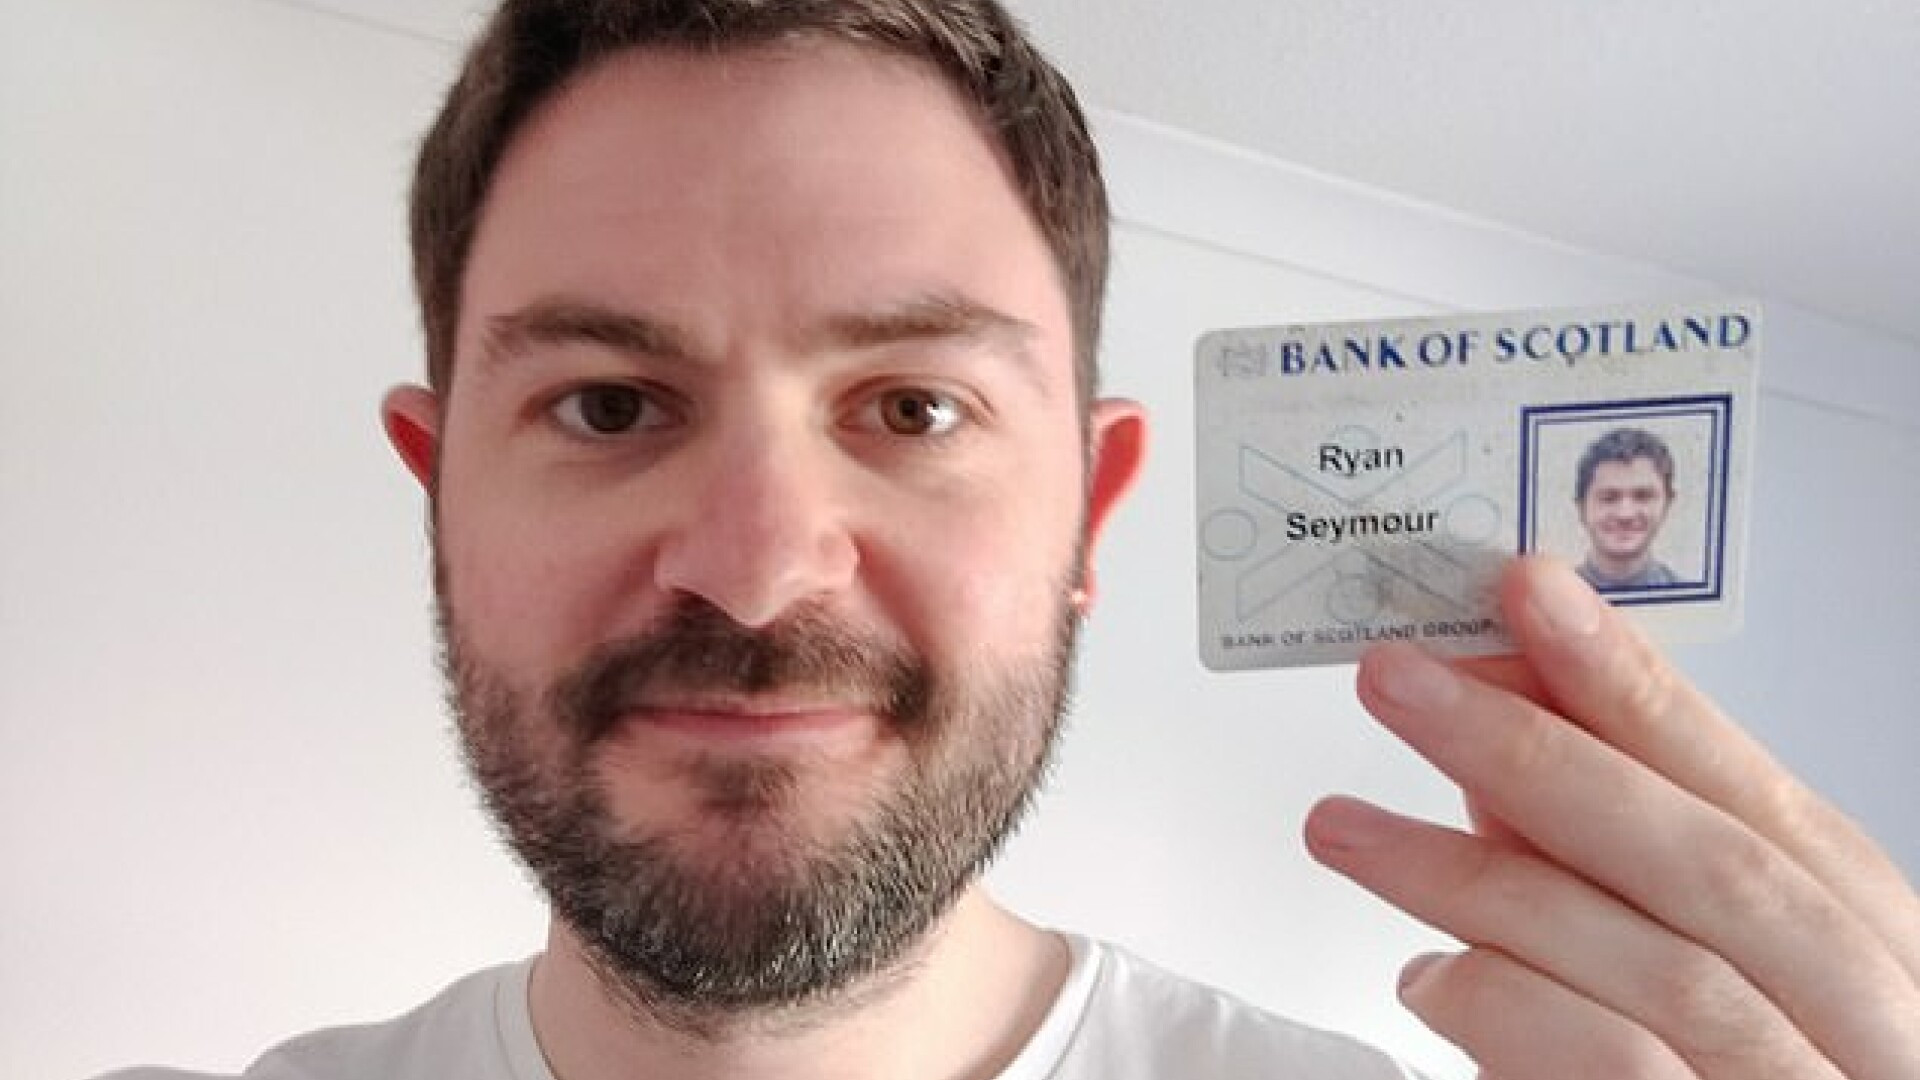 BANK OF SCOTLAND
Ryan
Seymour
BANK OF SCOTLAND GROUP